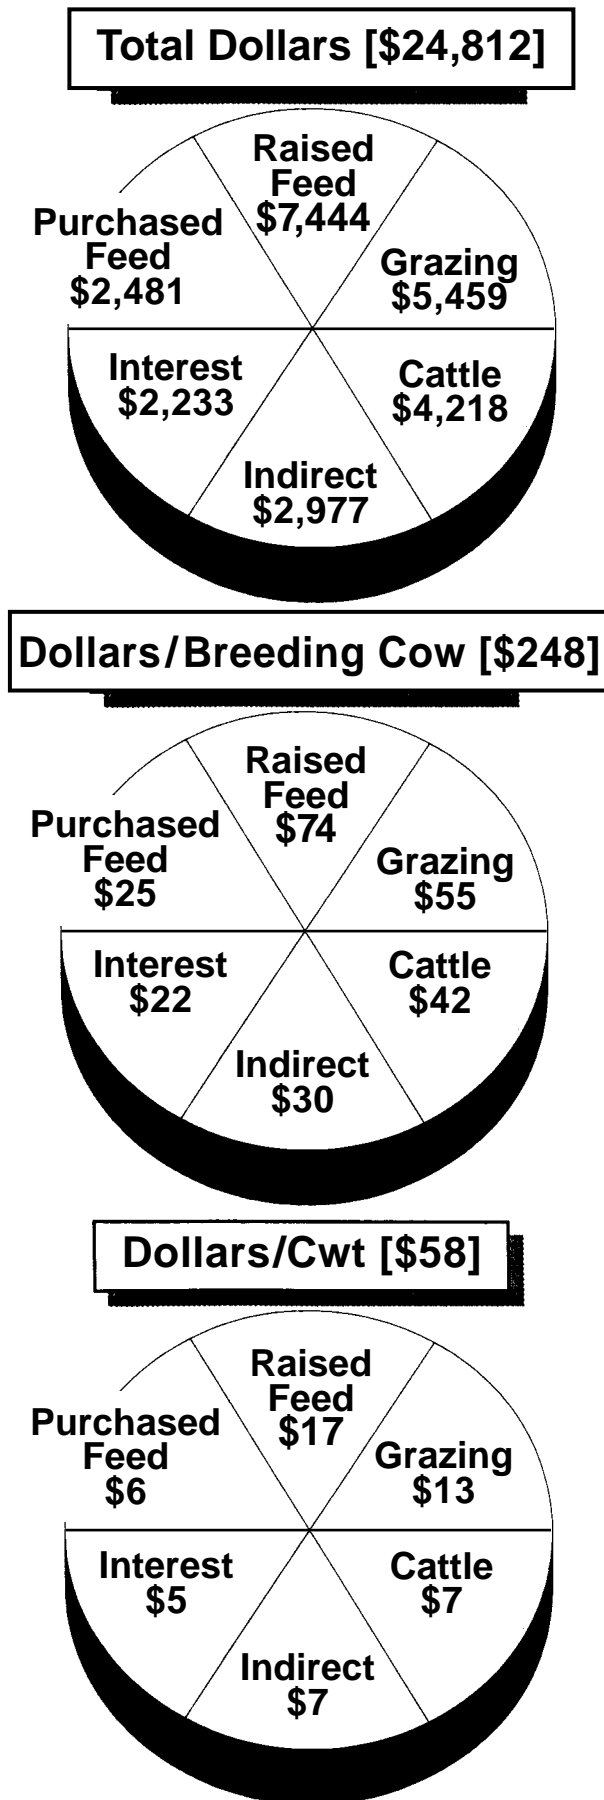 Total Dollars [$24,812]
Raised
Feed
$7,444
Purchased
Feed
$2,481
Grazing
$5,459
Interest
$2,233
Cattle
$4,218
Indirect
$2,977
Dollars/Breeding Cow [$248]
Raised
Feed
$74
Purchased
Feed
$25
Grazing
$55
Interest
$22
Cattle
$42
Indirect
$30
Dollars/Cwt [$58]
Raised
Feed
$17
Purchased
Feed
$6
Grazing
$13
Interest
$5
Cattle
$7
Indirect
$7